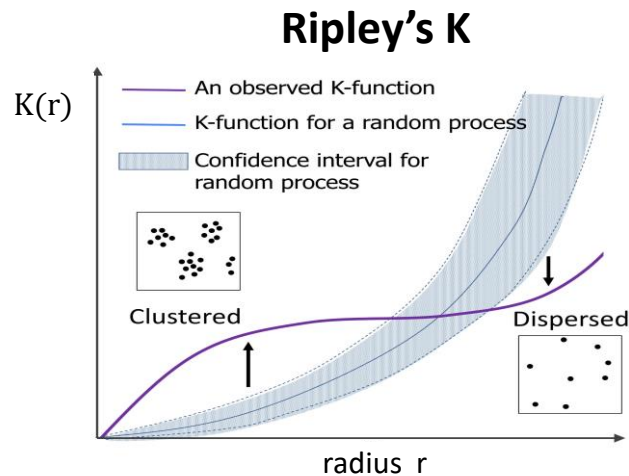 Ripley's K
K(r)
An observed K-function
K-function for a random process
Confidence interval for
random process
Clustered
Dispersed
radius r